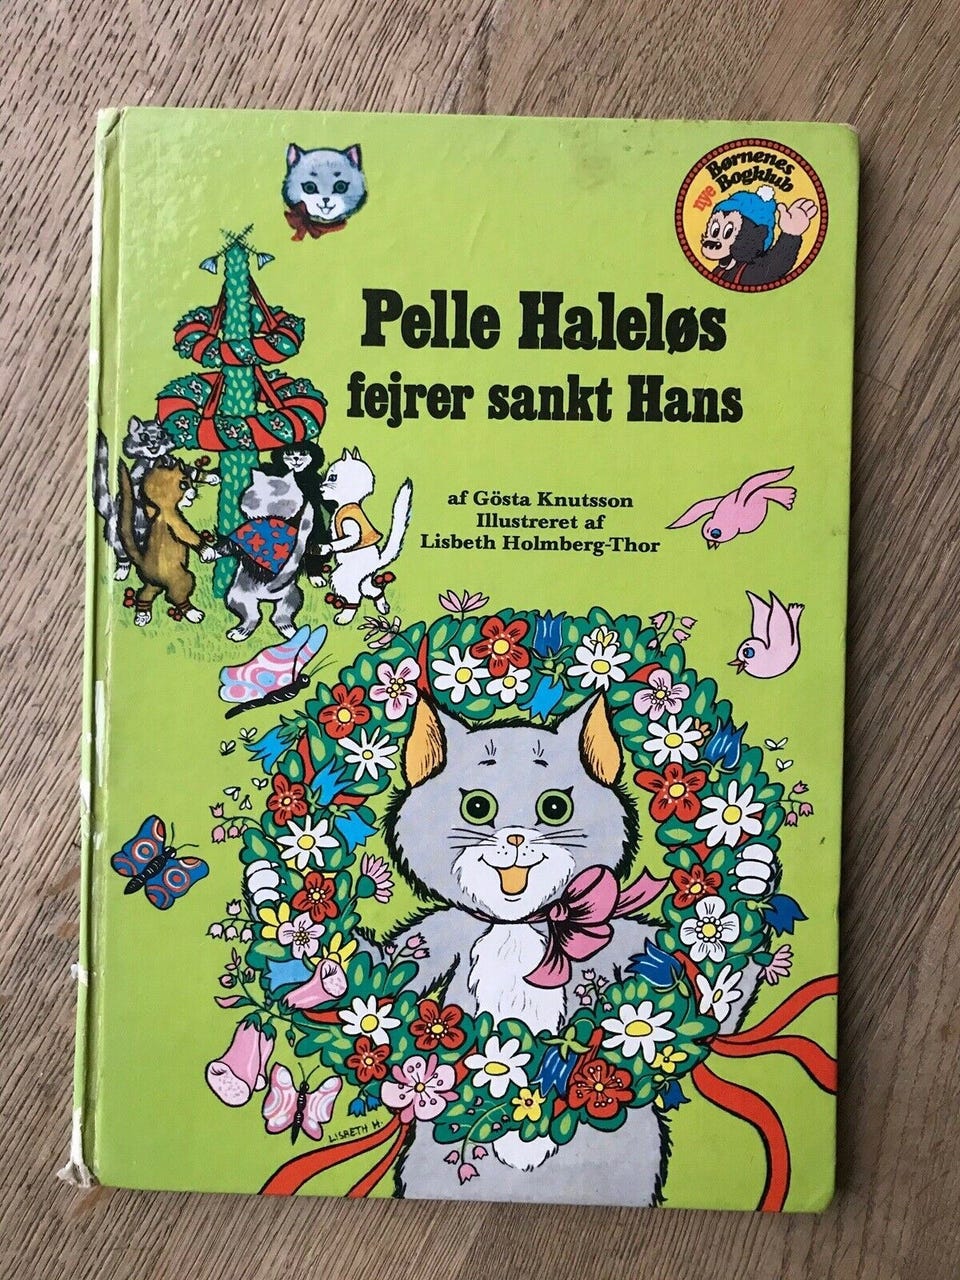 Børnenes
nye Bogklub
Pelle Haleløs
fejrer sankt Hans
af Gösta Knutsson
Illustreret af
Lisbeth Holmberg-Thor
LISBETH H.